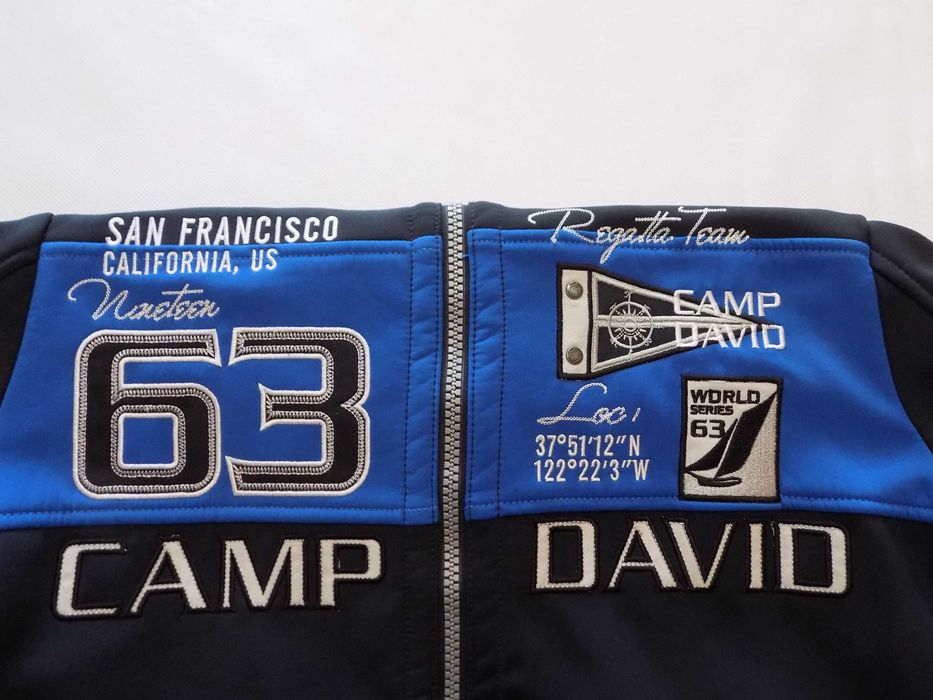 SAN FRANCISCO
CALIFORNIA, US
Nineteen
63
CAMP
Regatta Team
CAMP
DAVID
WORLD
SERIES
63
Loc 1
37°51'12"N
122°22'3"W
DAVID